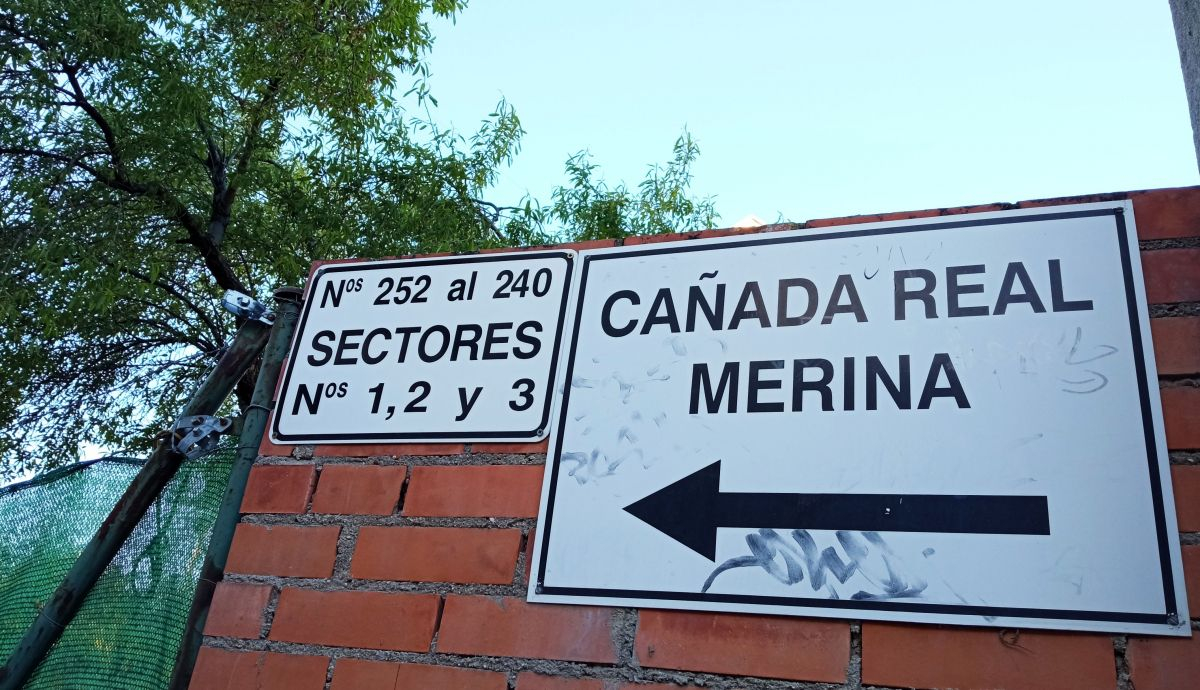 Nos 252 al 240
SECTORES
Nos 1,2 y 3
CAÑADA REAL
MERINA